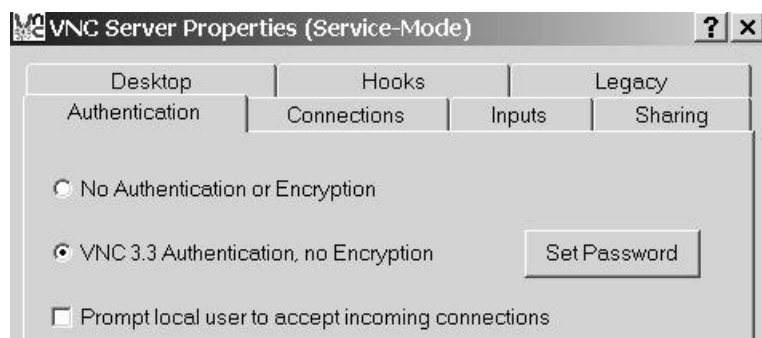 VNC Server Properties (Service-Mode) ? ×
Desktop Hooks Legacy
Authentication Connections Inputs Sharing
No Authentication or Encryption
VNC 3.3 Authentication, no Encryption Set Password
Prompt local user to accept incoming connections